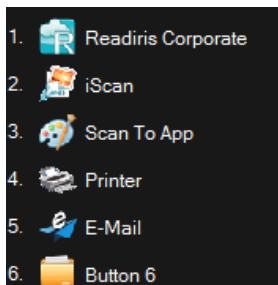 1. Readiris Corporate
2. iScan
3. Scan To App
4. Printer
5. E-Mail
6. Button 6